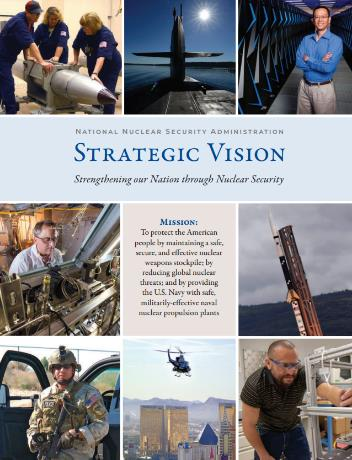 National Nuclear Security Administration
Strategic Vision
Strengthening our Nation through Nuclear Security
Mission:
To protect the American
people by maintaining a safe,
secure, and effective nuclear
weapons stockpile; by
reducing global nuclear
threats; and by providing
the U.S. Navy with safe,
militarily-effective naval
nuclear propulsion plants